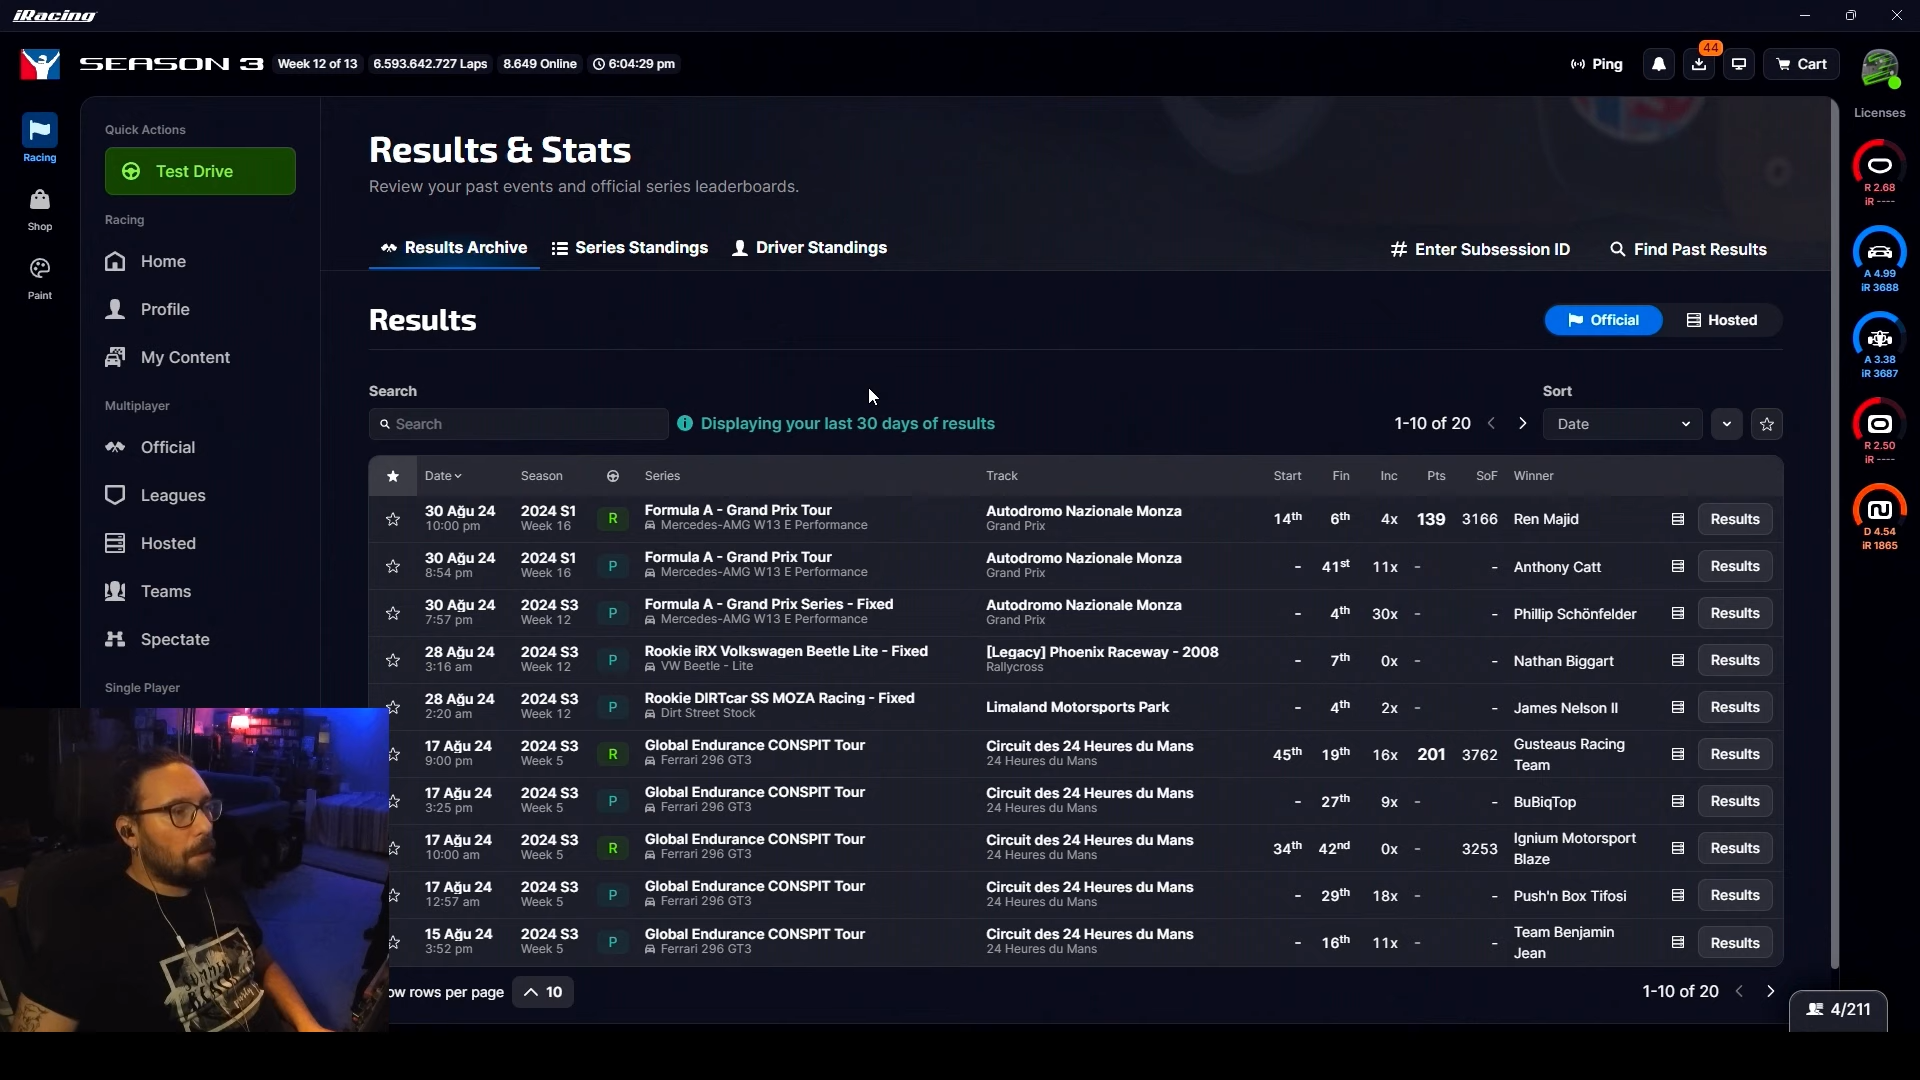 iRacing
SEASON 3 Week 12 of 13 6.593.642.727 Laps 8.649 Online 6:04:29 pm
Ping 44 Cart
Racing
Shop
Paint
Quick Actions
Test Drive
Racing
Home
Profile
My Content
Multiplayer
Official
Leagues
Hosted
Teams
Spectate
Single Player
Results & Stats
Review your past events and official series leaderboards.
Results Archive Series Standings Driver Standings # Enter Subsession ID Find Past Results
Results
Official Hosted
Search Sort
Search Displaying your last 30 days of results 1-10 of 20 Date
Date Season Series Track Start Fin Inc Pts SoF Winner
30 Ağu 24 2024 S1 R Formula A - Grand Prix Tour Autodromo Nazionale Monza 14th 6th 4x 139 3166 Ren Majid Results
10:00 pm Week 16 Mercedes-AMG W13 E Performance Grand Prix
30 Ağu 24 2024 S1 P Formula A - Grand Prix Tour Autodromo Nazionale Monza - 41st 11x - - Anthony Catt Results
8:54 pm Week 16 Mercedes-AMG W13 E Performance Grand Prix
30 Ağu 24 2024 S3 P Formula A - Grand Prix Series - Fixed Autodromo Nazionale Monza - 4th 30x - - Phillip Schönfelder Results
7:57 pm Week 12 Mercedes-AMG W13 E Performance Grand Prix
28 Ağu 24 2024 S3 P Rookie iRX Volkswagen Beetle Lite - Fixed [Legacy] Phoenix Raceway - 2008 - 7th 0x - - Nathan Biggart Results
3:16 am Week 12 VW Beetle - Lite Rallycross
28 Ağu 24 2024 S3 P Rookie DIRTcar SS MOZA Racing - Fixed Limaland Motorsports Park - 4th 2x - - James Nelson II Results
2:20 am Week 12 Dirt Street Stock
17 Ağu 24 2024 S3 R Global Endurance CONSPIT Tour Circuit des 24 Heures du Mans 45th 19th 16x 201 3762 Gusteaus Racing Team Results
9:00 pm Week 5 Ferrari 296 GT3 24 Heures du Mans
17 Ağu 24 2024 S3 P Global Endurance CONSPIT Tour Circuit des 24 Heures du Mans - 27th 9x - - BuBiqTop Results
3:25 pm Week 5 Ferrari 296 GT3 24 Heures du Mans
17 Ağu 24 2024 S3 R Global Endurance CONSPIT Tour Circuit des 24 Heures du Mans 34th 42nd 0x - 3253 Ignium Motorsport Blaze Results
10:00 am Week 5 Ferrari 296 GT3 24 Heures du Mans
17 Ağu 24 2024 S3 P Global Endurance CONSPIT Tour Circuit des 24 Heures du Mans - 29th 18x - - Push'n Box Tifosi Results
12:57 am Week 5 Ferrari 296 GT3 24 Heures du Mans
15 Ağu 24 2024 S3 P Global Endurance CONSPIT Tour Circuit des 24 Heures du Mans - 16th 11x - - Team Benjamin Jean Results
3:52 pm Week 5 Ferrari 296 GT3 24 Heures du Mans
ow rows per page 10 1-10 of 20
4/211
Licenses
R 2.68
iR ----
A 4.99
iR 3688
A 3.38
iR 3687
R 2.50
iR ----
D 4.54
iR 1865